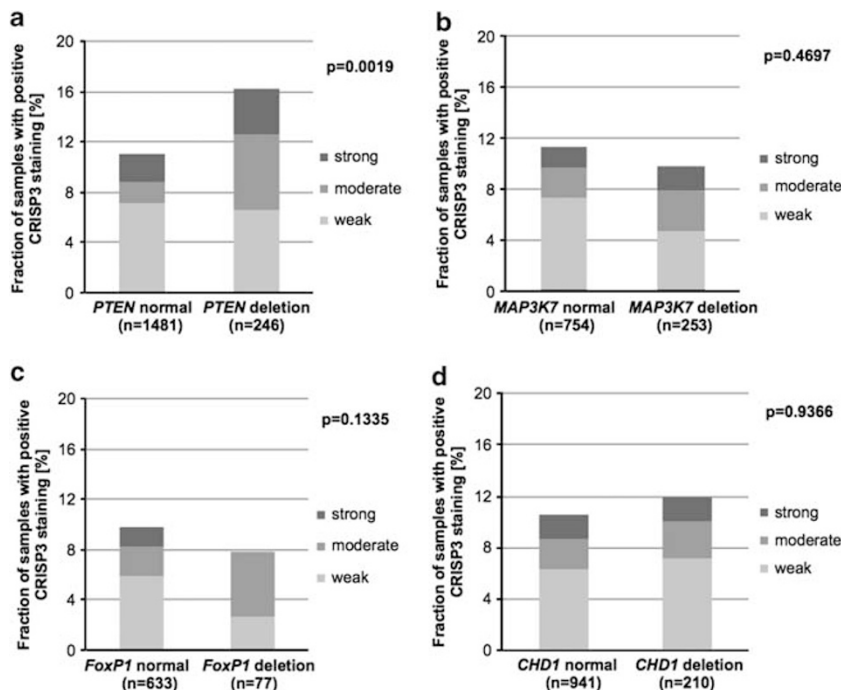 a
Fraction of samples with positive
CRISP3 staining [%]
20
16
12
8
4
0
p=0.0019
strong
moderate
weak
PTEN normal
(n=1481)
PTEN deletion
(n=246)
b
Fraction of samples with positive
CRISP3 staining [%]
20
16
12
8
4
0
p=0.4697
strong
moderate
weak
MAP3K7 normal
(n=754)
MAP3K7 deletion
(n=253)
c
Fraction of samples with positive
CRISP3 staining [%]
20
16
12
8
4
0
p=0.1335
strong
moderate
weak
FoxP1 normal
(n=633)
FoxP1 deletion
(n=77)
d
Fraction of samples with positive
CRISP3 staining [%]
20
16
12
8
4
0
p=0.9366
strong
moderate
weak
CHD1 normal
(n=941)
CHD1 deletion
(n=210)